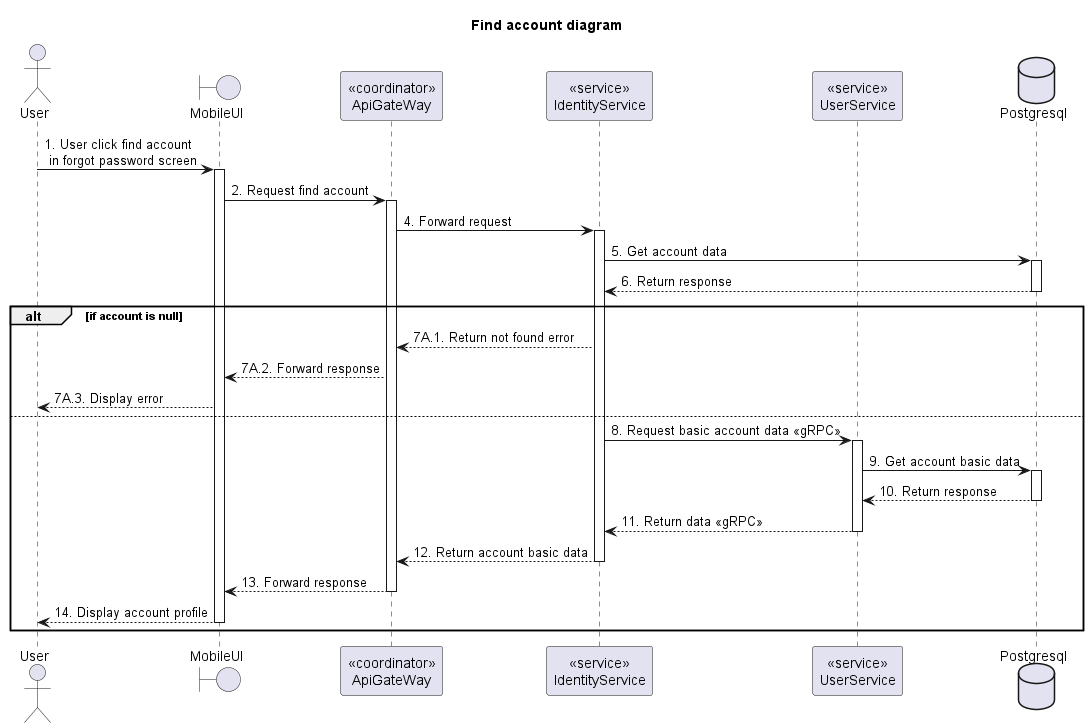 Find account diagram
User
MobileUI
«coordinator»
ApiGateWay
«service»
IdentityService
«service»
UserService
Postgresql
1. User click find account
in forgot password screen
2. Request find account
4. Forward request
5. Get account data
6. Return response
alt
[if account is null]
7A.1. Return not found error
7A.2. Forward response
7A.3. Display error
8. Request basic account data «gRPC»
9. Get account basic data
10. Return response
11. Return data «gRPC»
12. Return account basic data
13. Forward response
14. Display account profile
User
MobileUI
«coordinator»
ApiGateWay
«service»
IdentityService
«service»
UserService
Postgresql